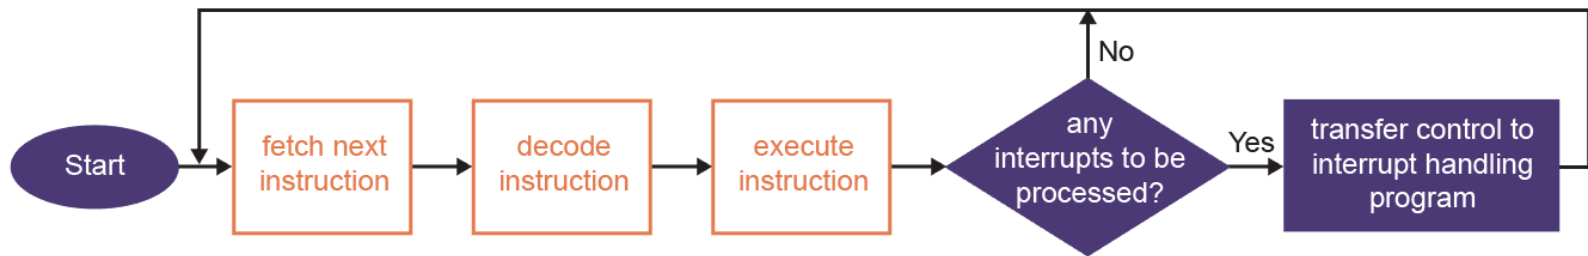 Start
fetch next
instruction
decode
instruction
execute
instruction
any
interrupts to be
processed?
No
Yes
transfer control to
interrupt handling
program